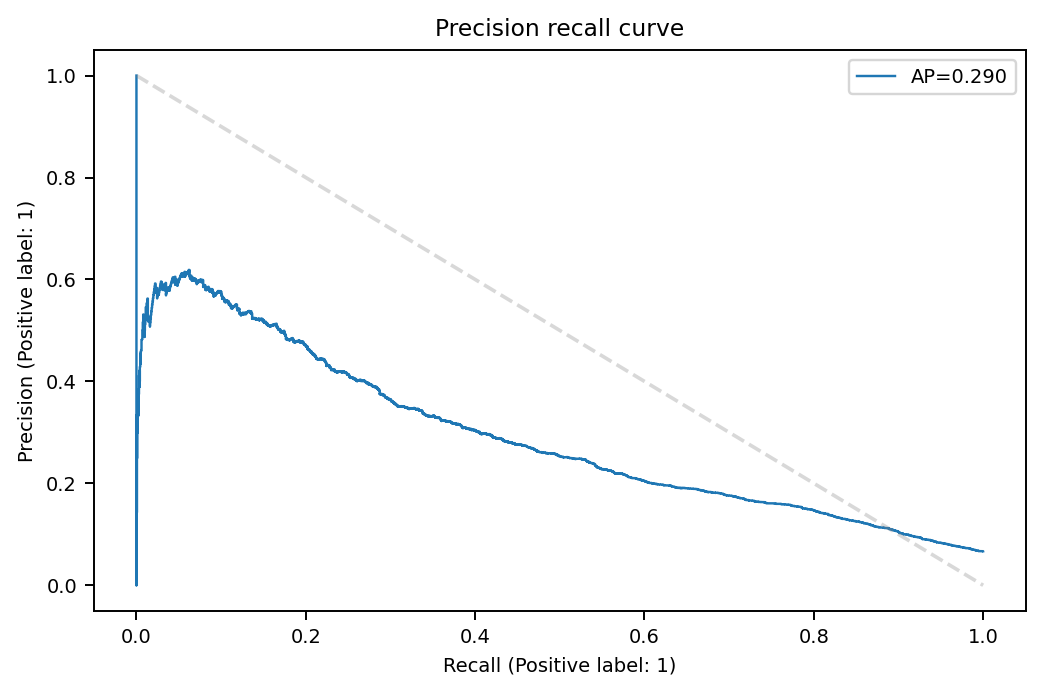 Precision recall curve
AP=0.290
Precision (Positive label: 1)
1.0
0.8
0.6
0.4
0.2
0.0
0.0 0.2 0.4 0.6 0.8 1.0
Recall (Positive label: 1)